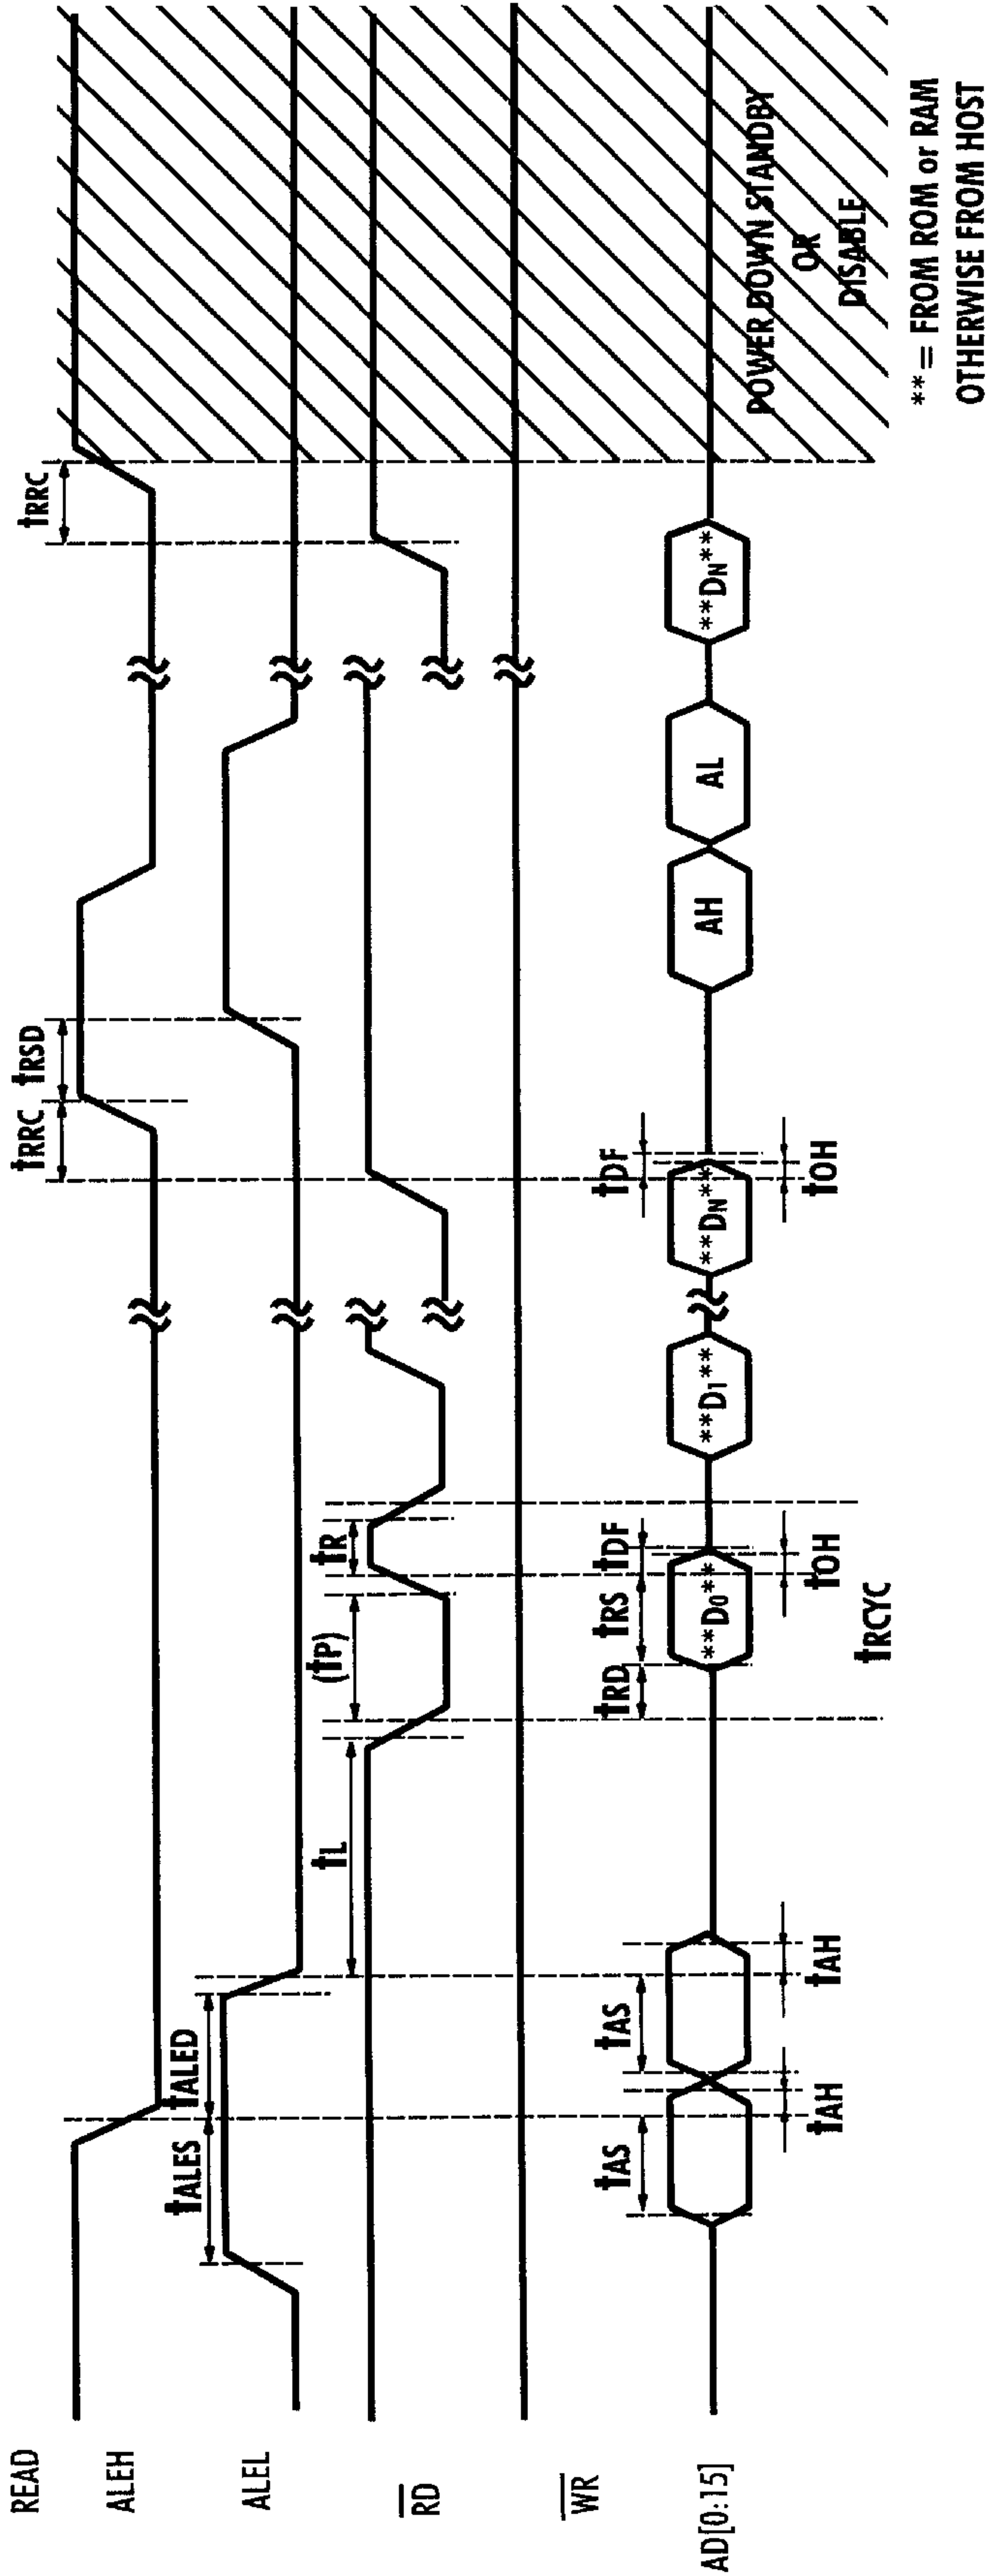 READ
ALEH
ALEL
RD
WR
AD[0:15]
tALES
tALED
tL
(tP)
tR
tRRC
tRSD
tRRC
tAS
tAH
tAS
tAH
tRD
tRS
tDF
tOH
tRCYC
tDF
tOH
**D0**
**D1**
**DN**
AH
AL
**DN**
POWER DOWN STANDBY
OR
DISABLE
** = FROM ROM or RAM
OTHERWISE FROM HOST